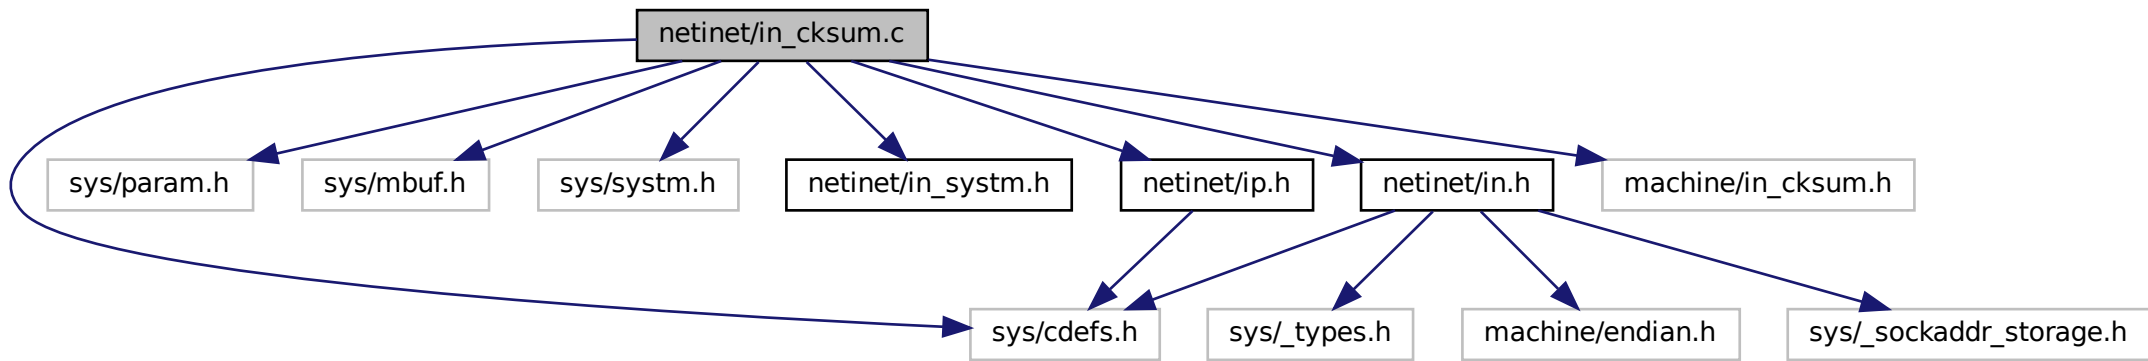 netinet/in_cksum.c
sys/param.h
sys/mbuf.h
sys/systm.h
netinet/in_systm.h
netinet/ip.h
netinet/in.h
machine/in_cksum.h
sys/cdefs.h
sys/_types.h
machine/endian.h
sys/_sockaddr_storage.h